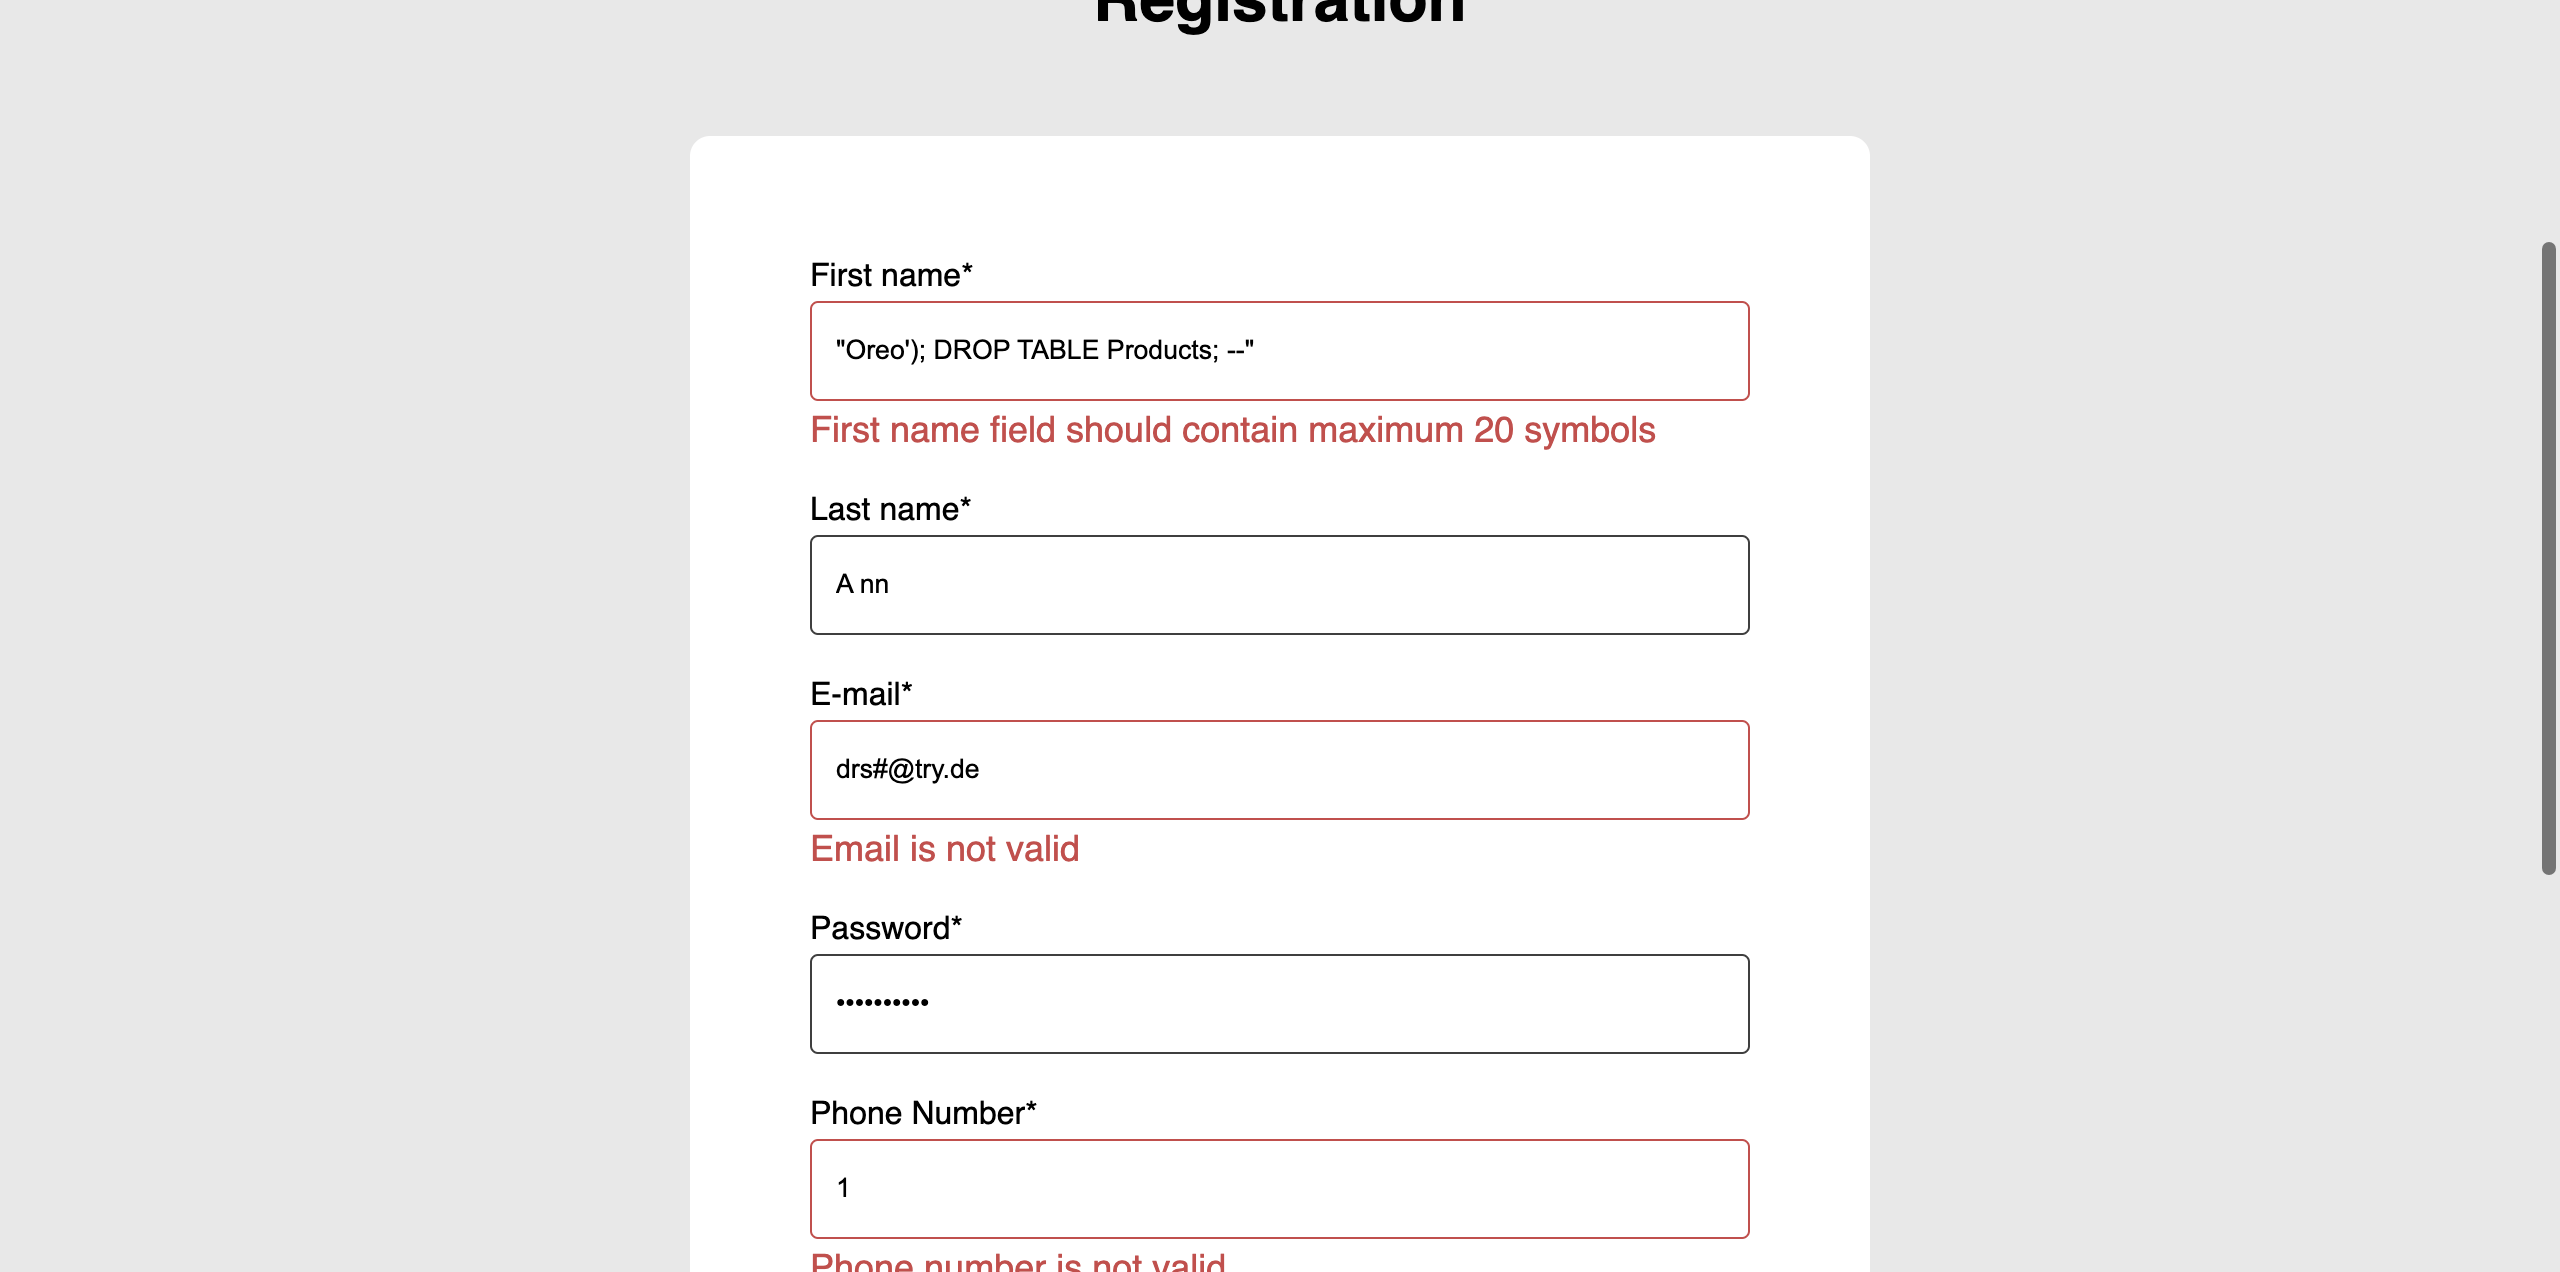 Registration
First name*
"Oreo'); DROP TABLE Products; --"
First name field should contain maximum 20 symbols
Last name*
A nn
E-mail*
drs#@try.de
Email is not valid
Password*
••••••••••
Phone Number*
1
Phone number is not valid